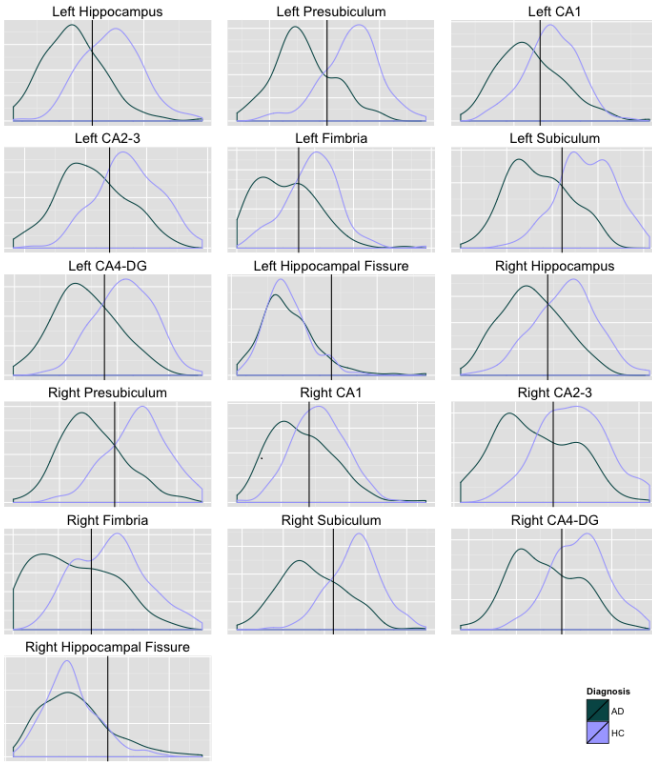 Left Hippocampus
Left Presubiculum
Left CA1
Left CA2-3
Left Fimbria
Left Subiculum
Left CA4-DG
Left Hippocampal Fissure
Right Hippocampus
Right Presubiculum
Right CA1
Right CA2-3
Right Fimbria
Right Subiculum
Right CA4-DG
Right Hippocampal Fissure
Diagnosis
AD
HC